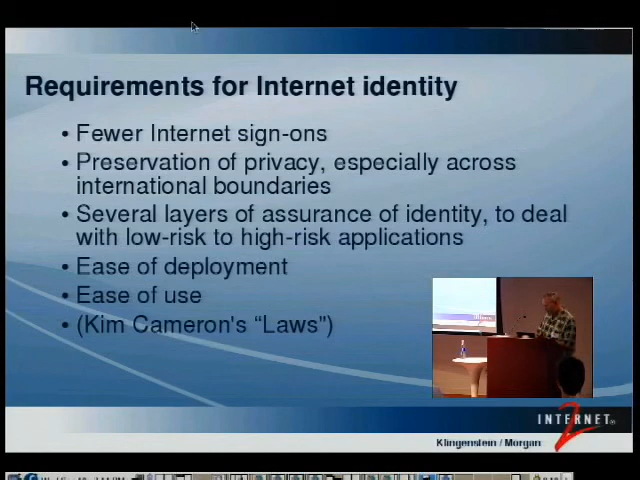 Requirements for Internet identity
• Fewer Internet sign-ons
• Preservation of privacy, especially across
international boundaries
• Several layers of assurance of identity, to deal
with low-risk to high-risk applications
• Ease of deployment
• Ease of use
• (Kim Cameron's “Laws”)
INTERNET®
2
Klingenstein / Morgan